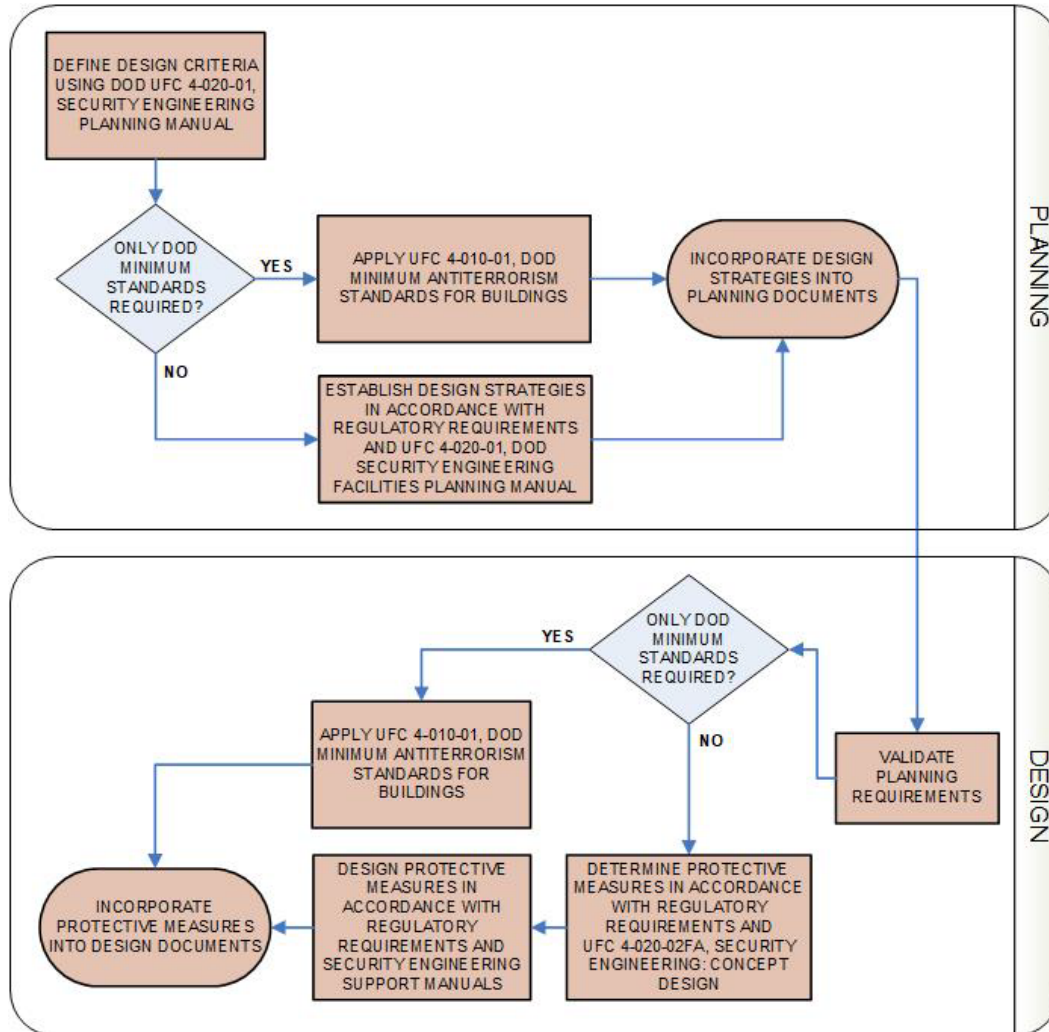 DEFINE DESIGN CRITERIA
USING DOD UFC 4-020-01,
SECURITY ENGINEERING
PLANNING MANUAL
ONLY DOD
MINIMUM
STANDARDS
REQUIRED?
YES
APPLY UFC 4-010-01, DOD
MINIMUM ANTITERRORISM
STANDARDS FOR BUILDINGS
INCORPORATE DESIGN
STRATEGIES INTO
PLANNING DOCUMENTS
NO
ESTABLISH DESIGN STRATEGIES
IN ACCORDANCE WITH
REGULATORY REQUIREMENTS
AND UFC 4-020-01, DOD
SECURITY ENGINEERING
FACILITIES PLANNING MANUAL
PLANNING
ONLY DOD
MINIMUM
STANDARDS
REQUIRED?
YES
NO
APPLY UFC 4-010-01, DOD
MINIMUM ANTITERRORISM
STANDARDS FOR
BUILDINGS
VALIDATE
PLANNING
REQUIREMENTS
INCORPORATE
PROTECTIVE MEASURES
INTO DESIGN DOCUMENTS
DESIGN PROTECTIVE
MEASURES IN
ACCORDANCE WITH
REGULATORY
REQUIREMENTS AND
SECURITY ENGINEERING
SUPPORT MANUALS
DETERMINE PROTECTIVE
MEASURES IN ACCORDANCE
WITH REGULATORY
REQUIREMENTS AND
UFC 4-020-02FA, SECURITY
ENGINEERING: CONCEPT
DESIGN
DESIGN